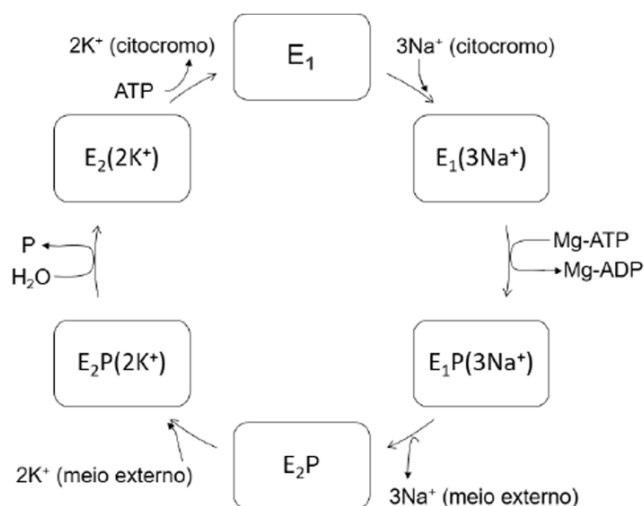 2K⁺ (citocromo)
E₁
3Na⁺ (citocromo)
ATP
E₂(2K⁺)
E₁(3Na⁺)
P
H₂O
Mg-ATP
Mg-ADP
E₂P(2K⁺)
E₁P(3Na⁺)
2K⁺ (meio externo)
E₂P
3Na⁺ (meio externo)